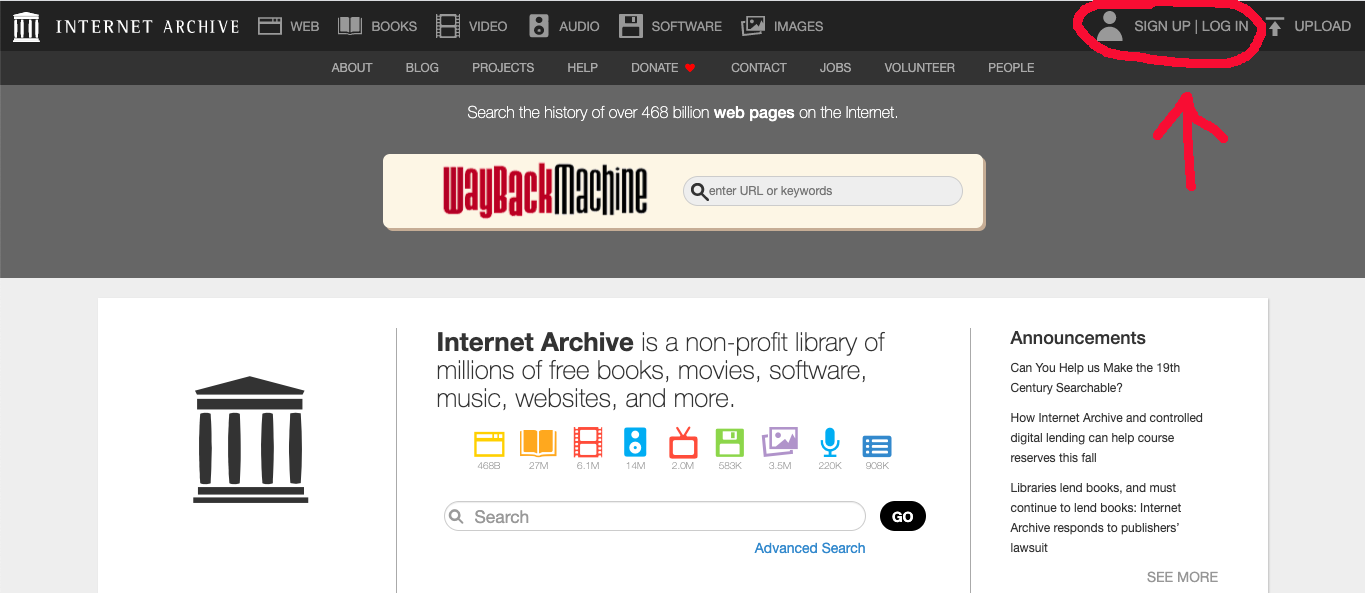 INTERNET ARCHIVE WEB BOOKS VIDEO AUDIO SOFTWARE IMAGES SIGN UP | LOG IN UPLOAD
ABOUT BLOG PROJECTS HELP DONATE CONTACT JOBS VOLUNTEER PEOPLE
Search the history of over 468 billion web pages on the Internet.
WayBackMachine
enter URL or keywords
Internet Archive is a non-profit library of
millions of free books, movies, software,
music, websites, and more.
468B 27M 6.1M 14M 2.0M 583K 3.5M 220K 908K
Search
GO
Advanced Search
Announcements
Can You Help us Make the 19th
Century Searchable?
How Internet Archive and controlled
digital lending can help course
reserves this fall
Libraries lend books, and must
continue to lend books: Internet
Archive responds to publishers’
lawsuit
SEE MORE